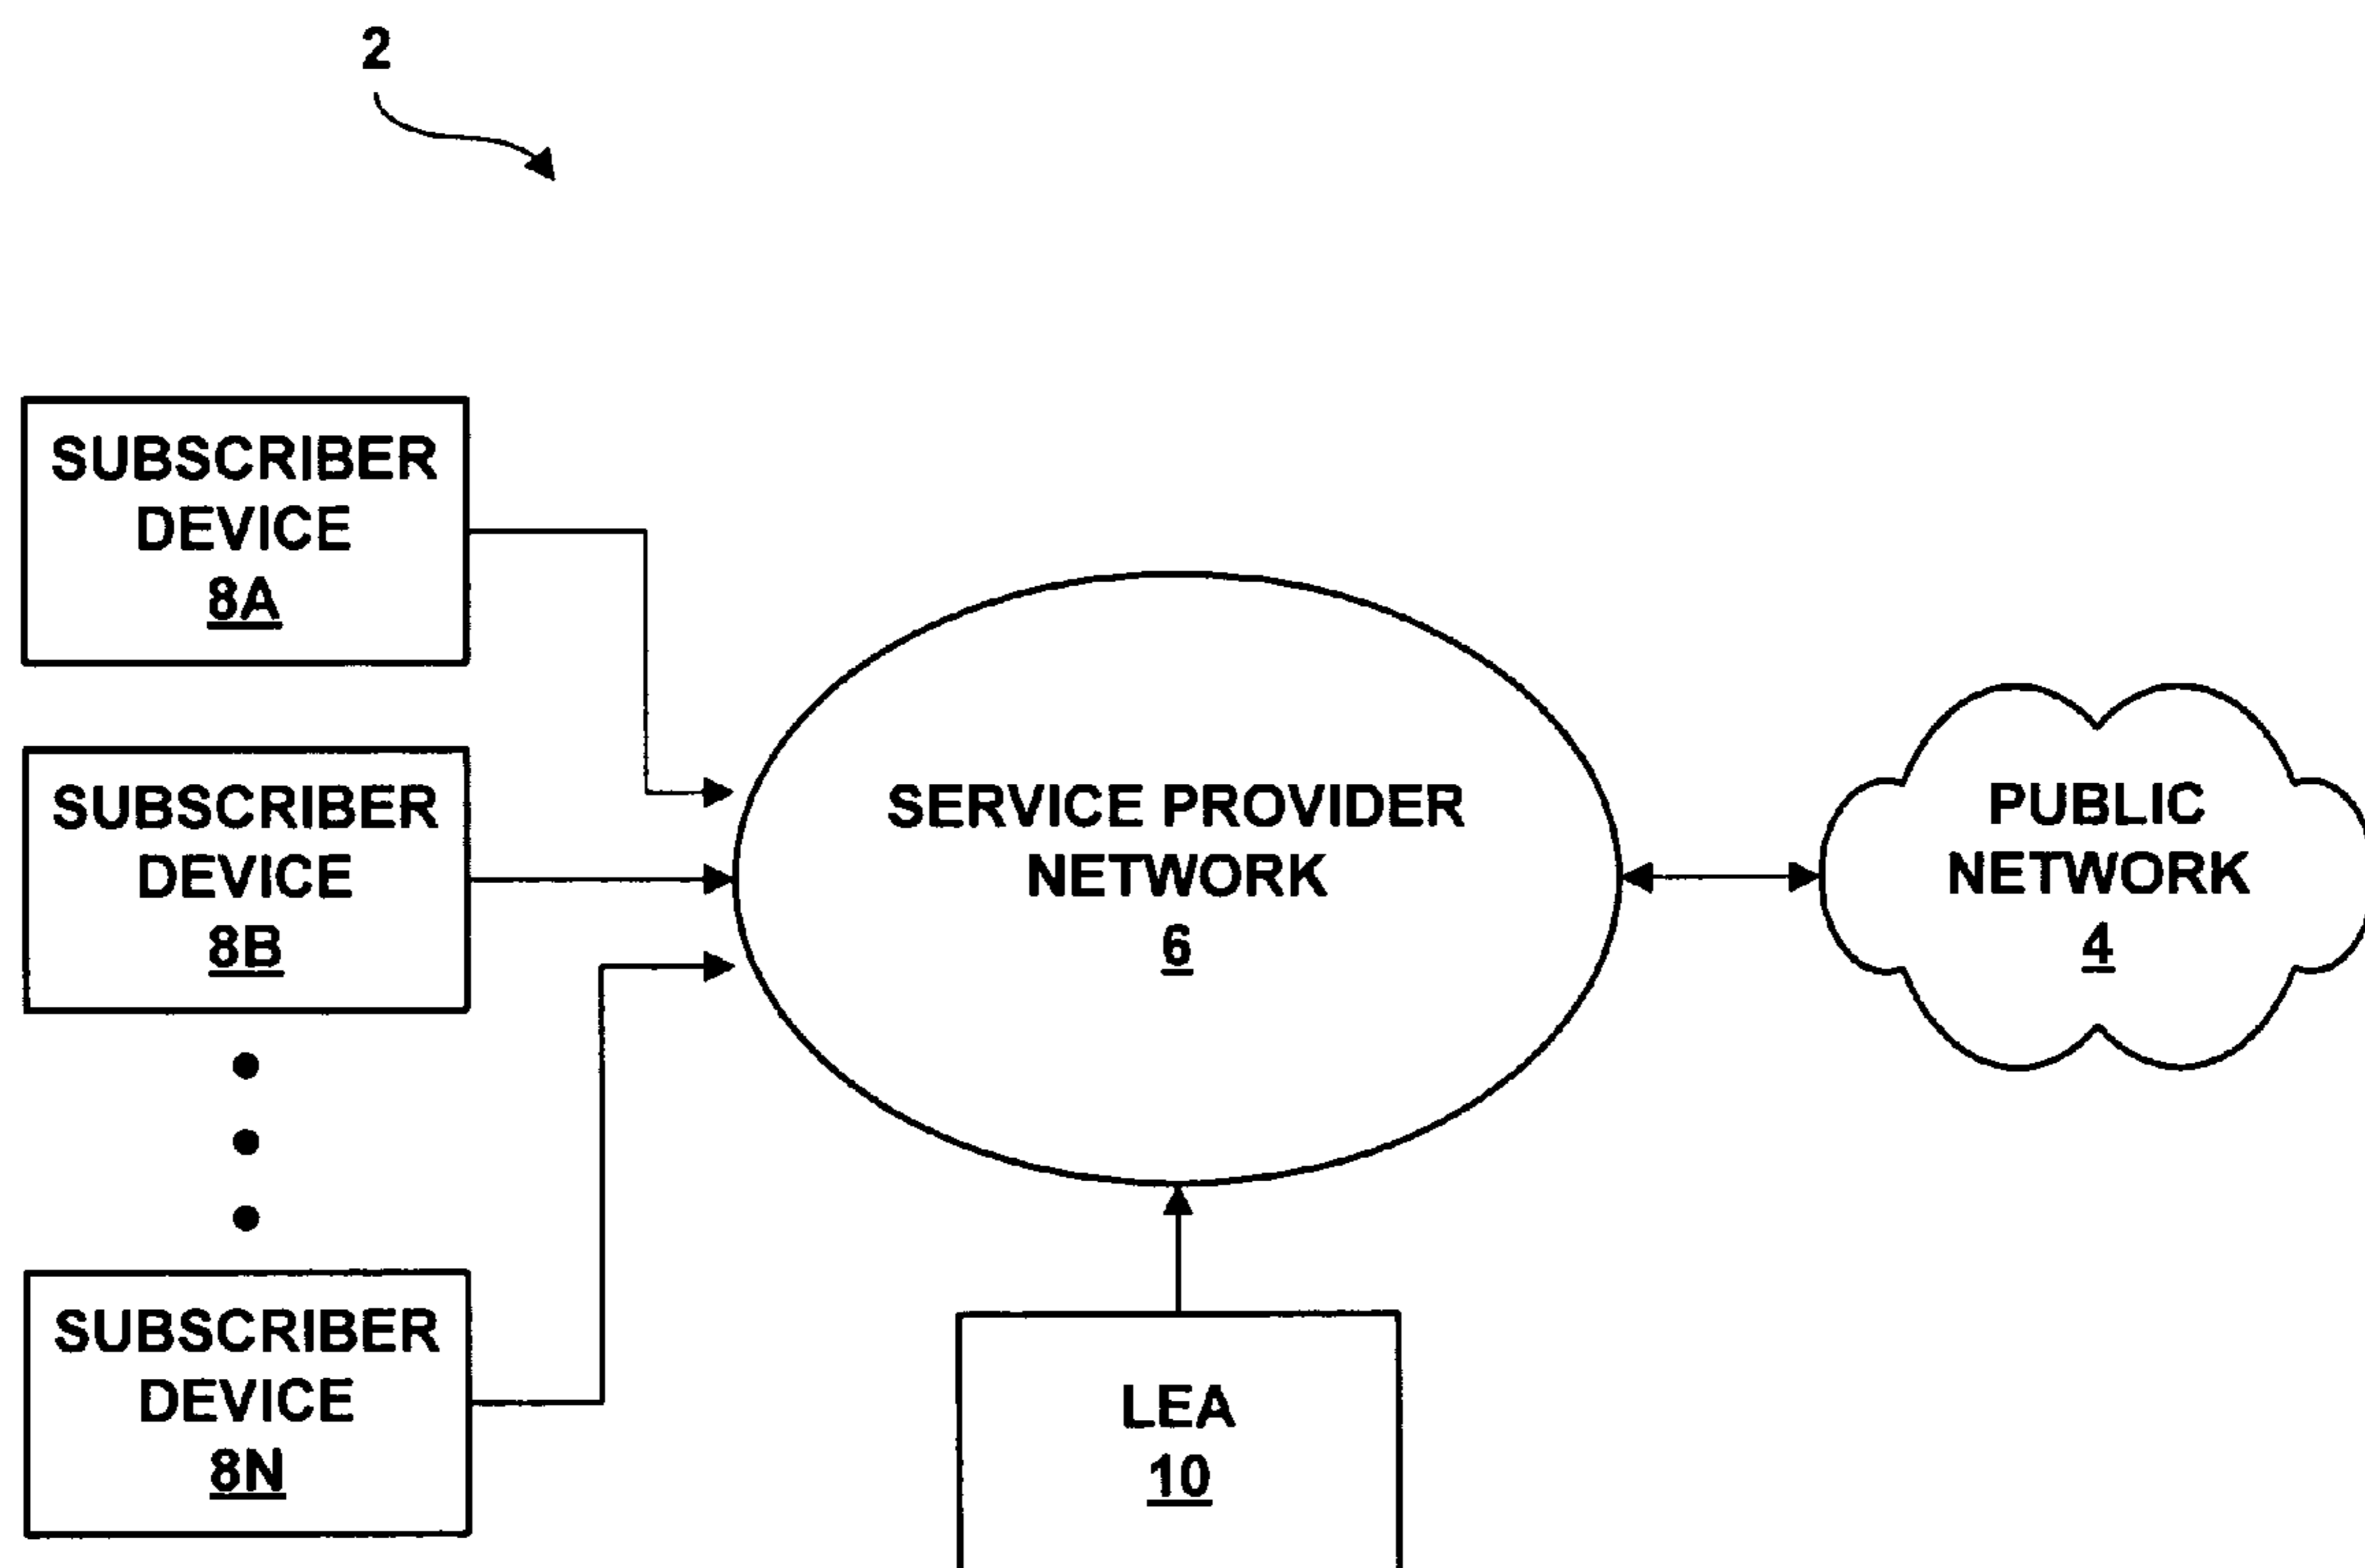 2
SUBSCRIBER
DEVICE
8A
SUBSCRIBER
DEVICE
8B
SUBSCRIBER
DEVICE
8N
SERVICE PROVIDER
NETWORK
6
PUBLIC
NETWORK
4
LEA
10